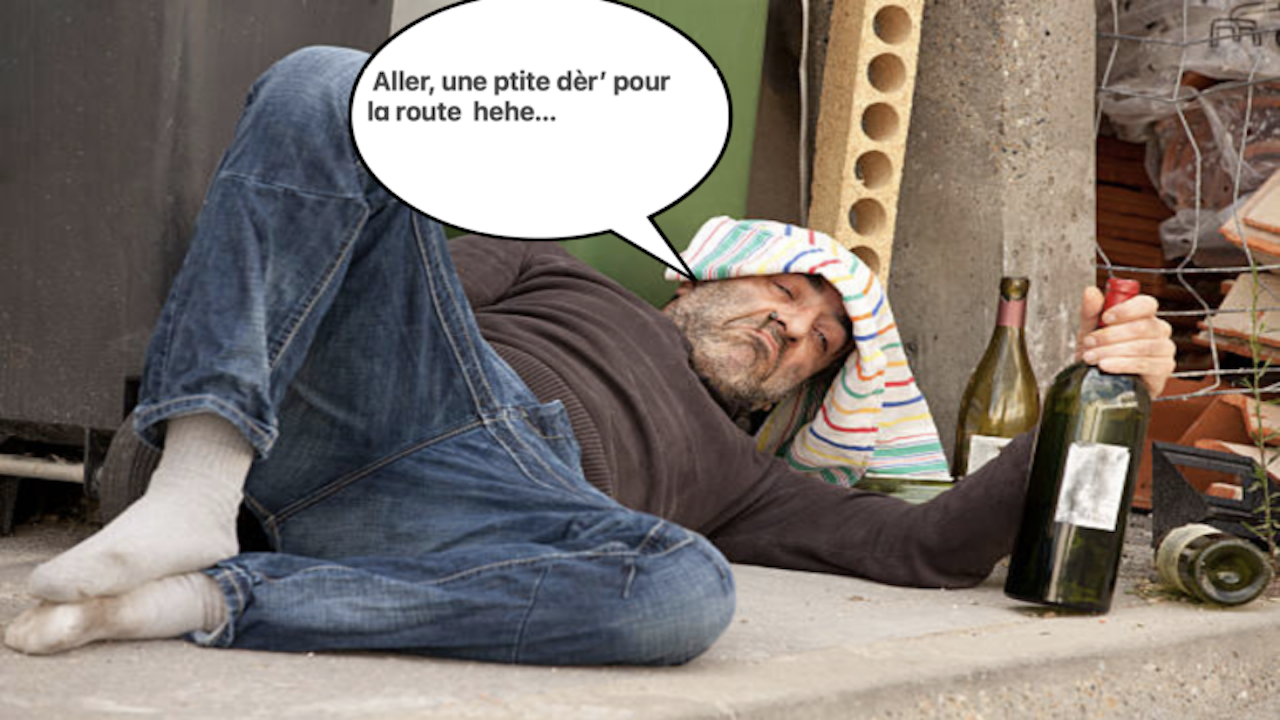 Aller, une ptite dèr’ pour
la route  hehe...